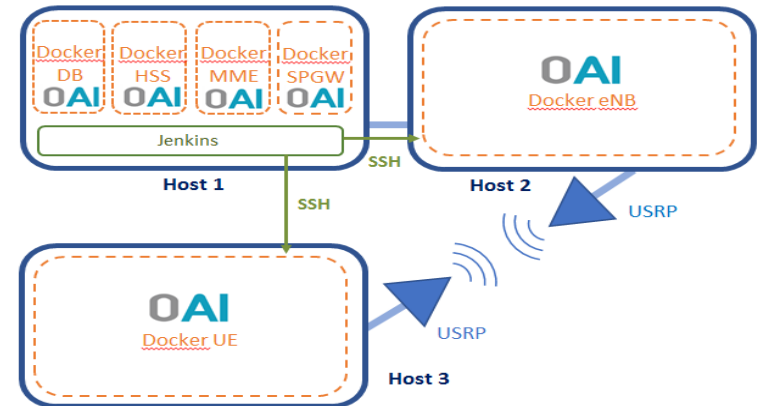 Docker DB
OAI
Docker HSS
OAI
Docker MME
OAI
Docker SPGW
OAI
Jenkins
Host 1
SSH
SSH
OAI
Docker eNB
Host 2
USRP
OAI
Docker UE
USRP
Host 3